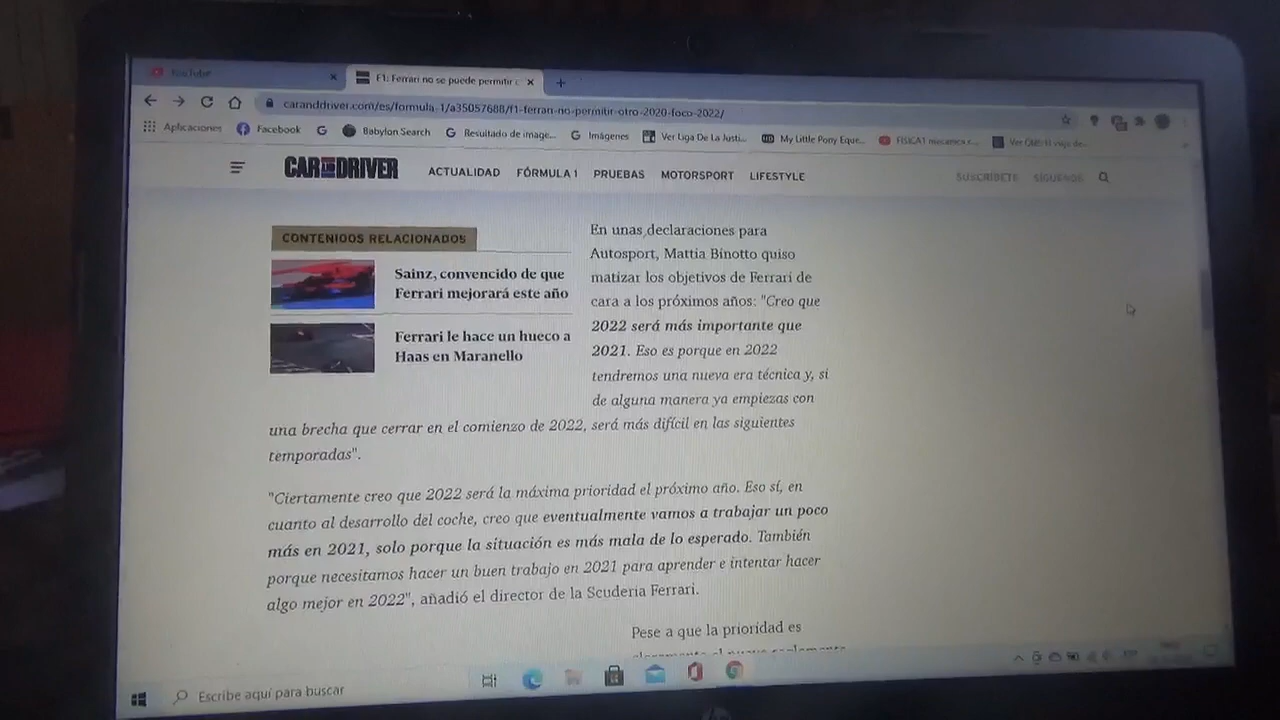 YouTube
F1: Ferrari no se puede permitir
caranddriver.com/es/formula-1/a35057688/f1-ferrari-no-permitir-otro-2020-foco-2022/
Aplicaciones Facebook Babylon Search Resultado de image... Imágenes Ver Liga De La Justi... My Little Pony Eque... FISICA1 mecanica
CAR AND DRIVER ACTUALIDAD FÓRMULA 1 PRUEBAS MOTORSPORT LIFESTYLE SUSCRÍBETE SÍGUENOS
CONTENIDOS RELACIONADOS
Sainz, convencido de que
Ferrari mejorará este año
Ferrari le hace un hueco a
Haas en Maranello
En unas declaraciones para
Autosport, Mattia Binotto quiso
matizar los objetivos de Ferrari de
cara a los próximos años: "Creo que
2022 será más importante que
2021. Eso es porque en 2022
tendremos una nueva era técnica y, si
de alguna manera ya empiezas con
una brecha que cerrar en el comienzo de 2022, será más difícil en las siguientes
temporadas".
"Ciertamente creo que 2022 será la máxima prioridad el próximo año. Eso sí, en
cuanto al desarrollo del coche, creo que eventualmente vamos a trabajar un poco
más en 2021, solo porque la situación es más mala de lo esperado. También
porque necesitamos hacer un buen trabajo en 2021 para aprender e intentar hacer
algo mejor en 2022", añadió el director de la Scuderia Ferrari.
Pese a que la prioridad es
Escribe aquí para buscar